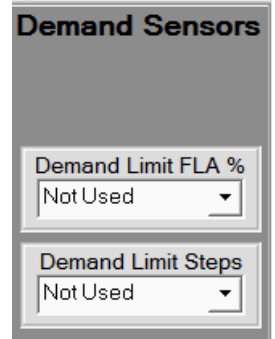 Demand Sensors
Demand Limit FLA %
Not Used
Demand Limit Steps
Not Used